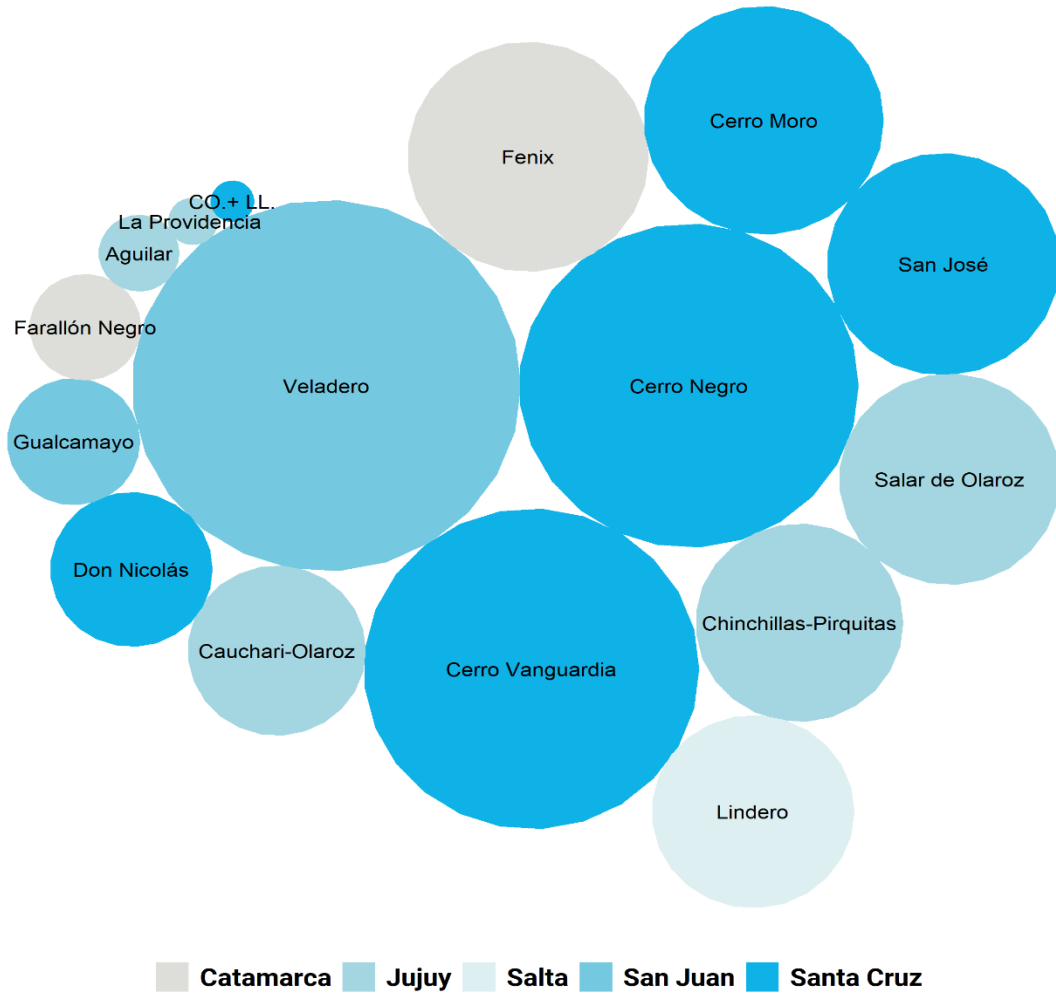 Cerro Moro
Fenix
CO.+ LL.
La Providencia
Aguilar
San José
Farallón Negro
Veladero
Cerro Negro
Gualcamayo
Salar de Olaroz
Don Nicolás
Chinchillas-Pirquitas
Cauchari-Olaroz
Cerro Vanguardia
Lindero
Catamarca Jujuy Salta San Juan Santa Cruz